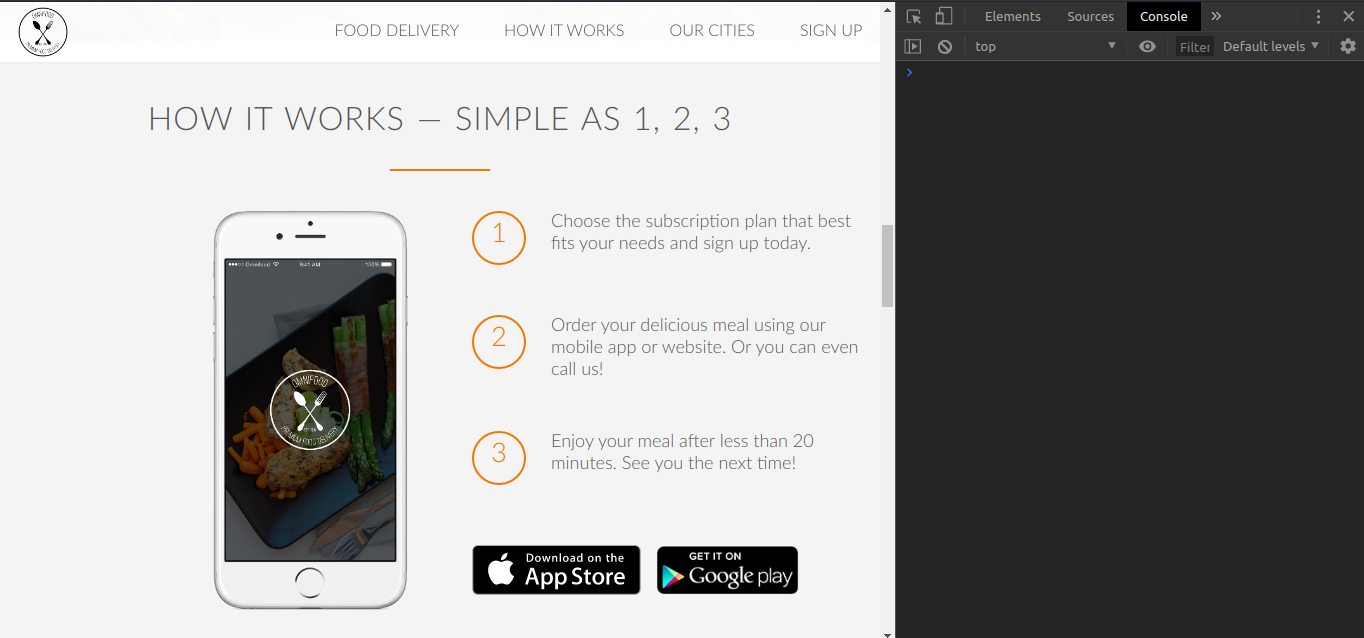 OMNIFOOD
PREMIUM FOOD DELIVERY
FOOD DELIVERY
HOW IT WORKS
OUR CITIES
SIGN UP
HOW IT WORKS — SIMPLE AS 1, 2, 3
Omnifood
9:41 AM
100%
OMNIFOOD
PREMIUM FOOD DELIVERY
1
Choose the subscription plan that best
fits your needs and sign up today.
2
Order your delicious meal using our
mobile app or website. Or you can even
call us!
3
Enjoy your meal after less than 20
minutes. See you the next time!
Download on the
App Store
GET IT ON
Google play
Elements
Sources
Console
top
Filter
Default levels